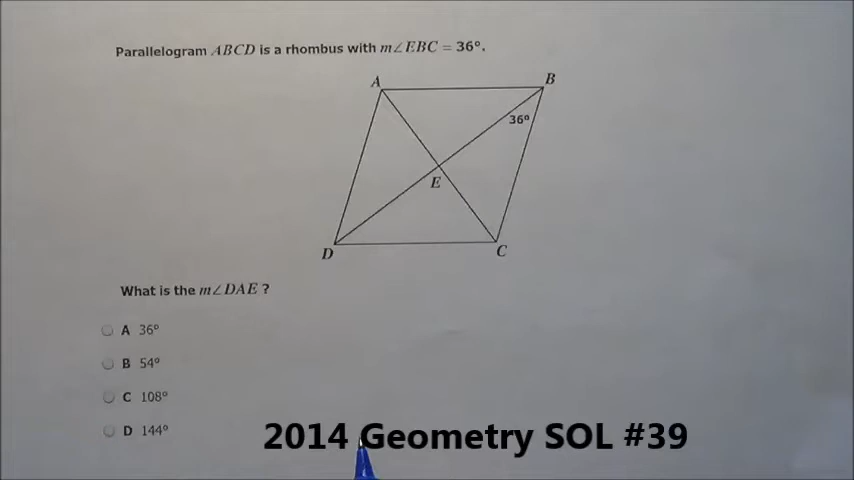 Parallelogram ABCD is a rhombus with m∠EBC = 36°.
A
B
36°
E
D
C
What is the m∠DAE ?
A 36°
B 54°
C 108°
D 144°
2014 Geometry SOL #39